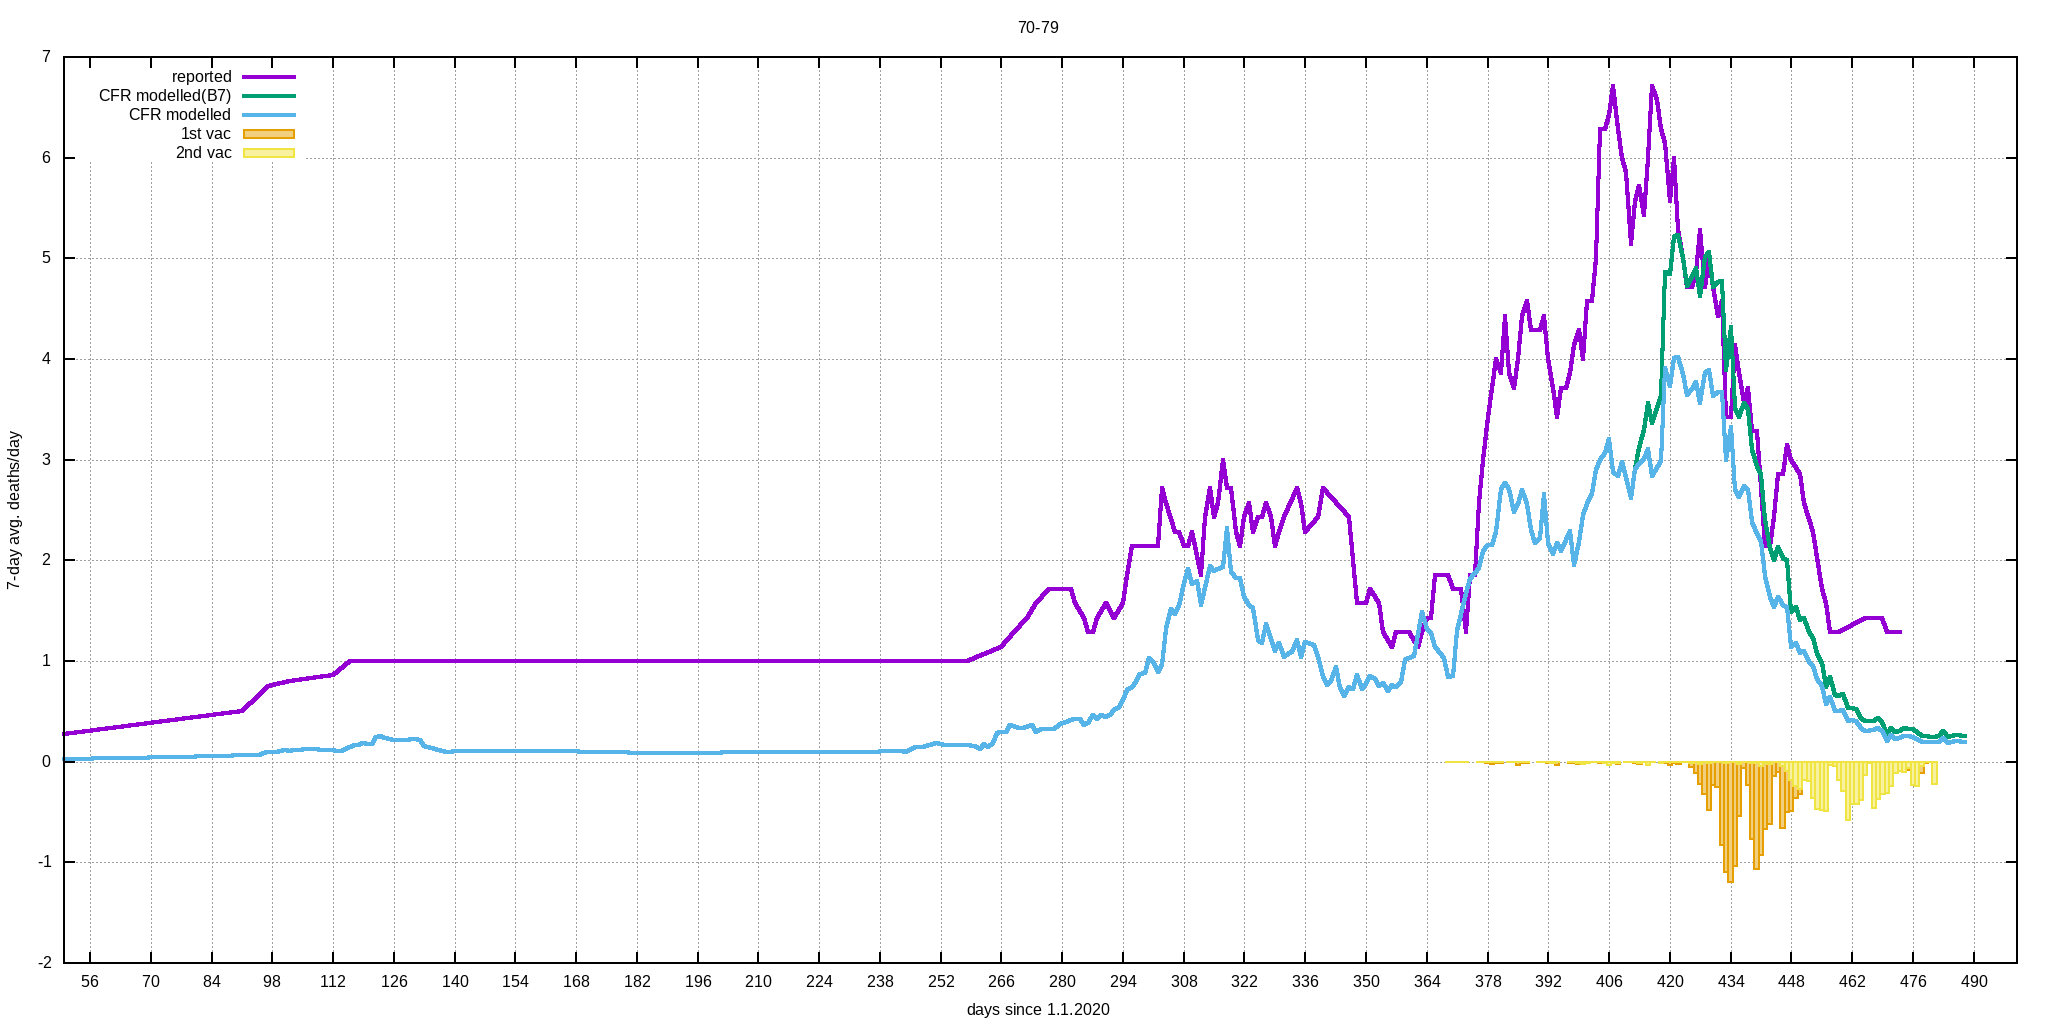 70-79
7
reported
CFR modelled(B7)
CFR modelled
1st vac
2nd vac
6
5
4
3
2
1
0
-1
-2
7-day avg. deaths/day
56 70 84 98 112 126 140 154 168 182 196 210 224 238 252 266 280 294 308 322 336 350 364 378 392 406 420 434 448 462 476 490
days since 1.1.2020